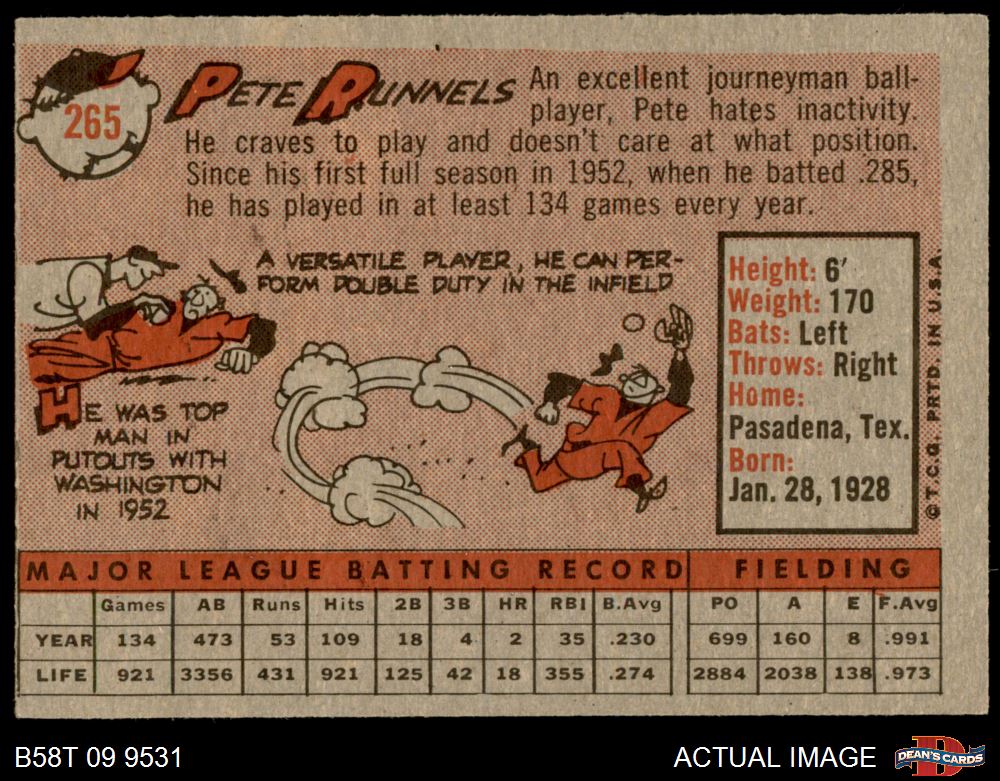 265
PETE RUNNELS
An excellent journeyman ball-
player, Pete hates inactivity.
He craves to play and doesn't care at what position.
Since his first full season in 1952, when he batted .285,
he has played in at least 134 games every year.
A VERSATILE PLAYER, HE CAN PER-
FORM DOUBLE DUTY IN THE INFIELD
HE WAS TOP
MAN IN
PUTOUTS WITH
WASHINGTON
IN 1952
Height: 6'
Weight: 170
Bats: Left
Throws: Right
Home:
Pasadena, Tex.
Born:
Jan. 28, 1928
©T.C.G. PRTD. IN U.S.A.
MAJOR LEAGUE BATTING RECORD FIELDING
Games AB Runs Hits 2B 3B HR RBI B.Avg PO A E F.Avg
YEAR 134 473 53 109 18 4 2 35 .230 699 160 8 .991
LIFE 921 3356 431 921 125 42 18 355 .274 2884 2038 138 .973
B58T 09 9531
ACTUAL IMAGE
D
DEAN'S CARDS